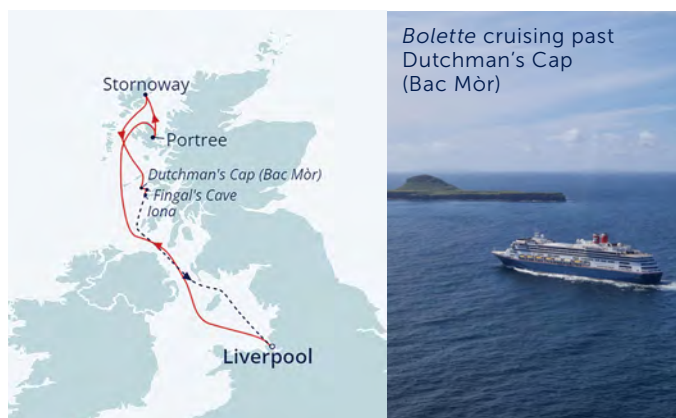 Stornoway
Portree
Dutchman's Cap (Bac Mòr)
Fingal's Cave
Iona
Liverpool
Bolette cruising past
Dutchman's Cap
(Bac Mòr)